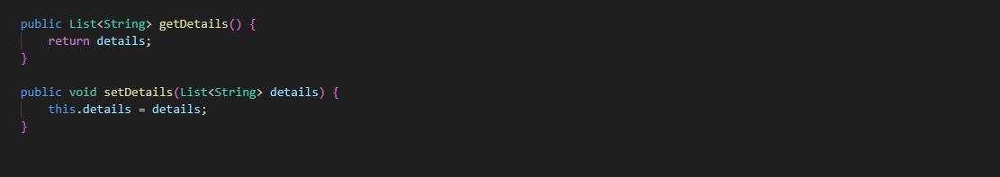 public List<String> getDetails() {
    return details;
}

public void setDetails(List<String> details) {
    this.details = details;
}